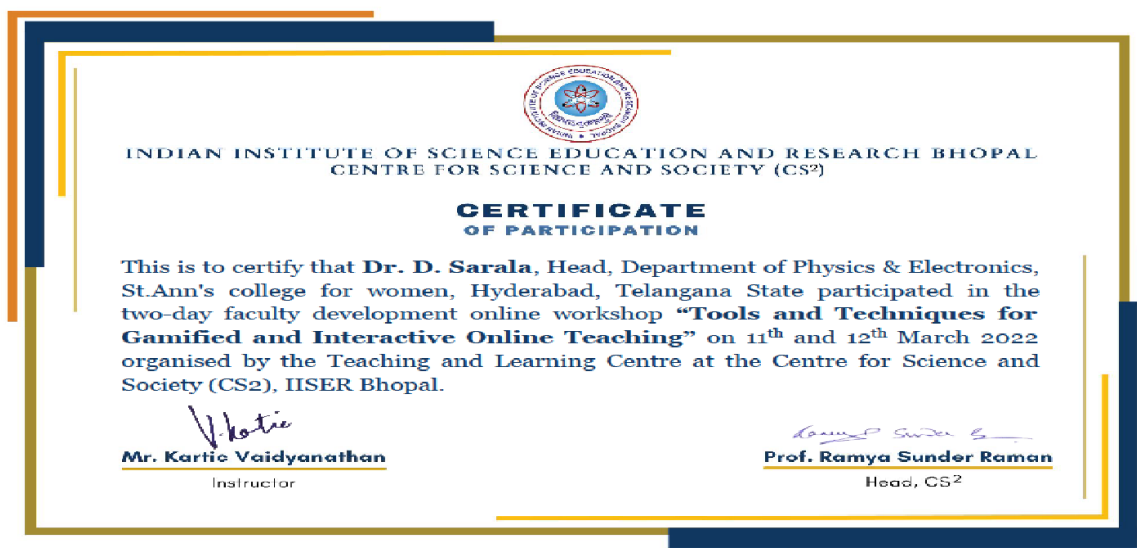 INDIAN INSTITUTE OF SCIENCE EDUCATION AND RESEARCH BHOPAL
CENTRE FOR SCIENCE AND SOCIETY (CS²)
CERTIFICATE
OF PARTICIPATION
This is to certify that Dr. D. Sarala, Head, Department of Physics & Electronics,
St.Ann's college for women, Hyderabad, Telangana State participated in the
two-day faculty development online workshop “Tools and Techniques for
Gamified and Interactive Online Teaching” on 11th and 12th March 2022
organised by the Teaching and Learning Centre at the Centre for Science and
Society (CS2), IISER Bhopal.
V. Kartic
Mr. Kartic Vaidyanathan
Prof. Ramya Sunder Raman
Instructor
Head, CS²